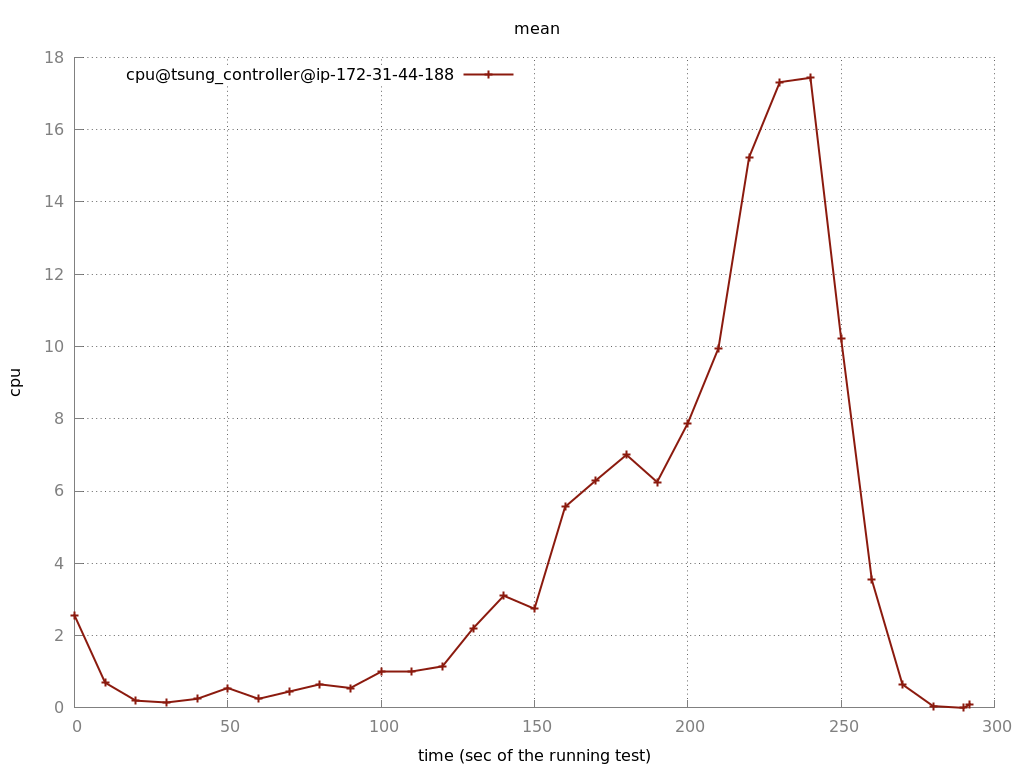 mean
18
cpu@tsung_controller@ip-172-31-44-188
16
14
12
10
8
6
4
2
0
cpu
0 50 100 150 200 250 300
time (sec of the running test)